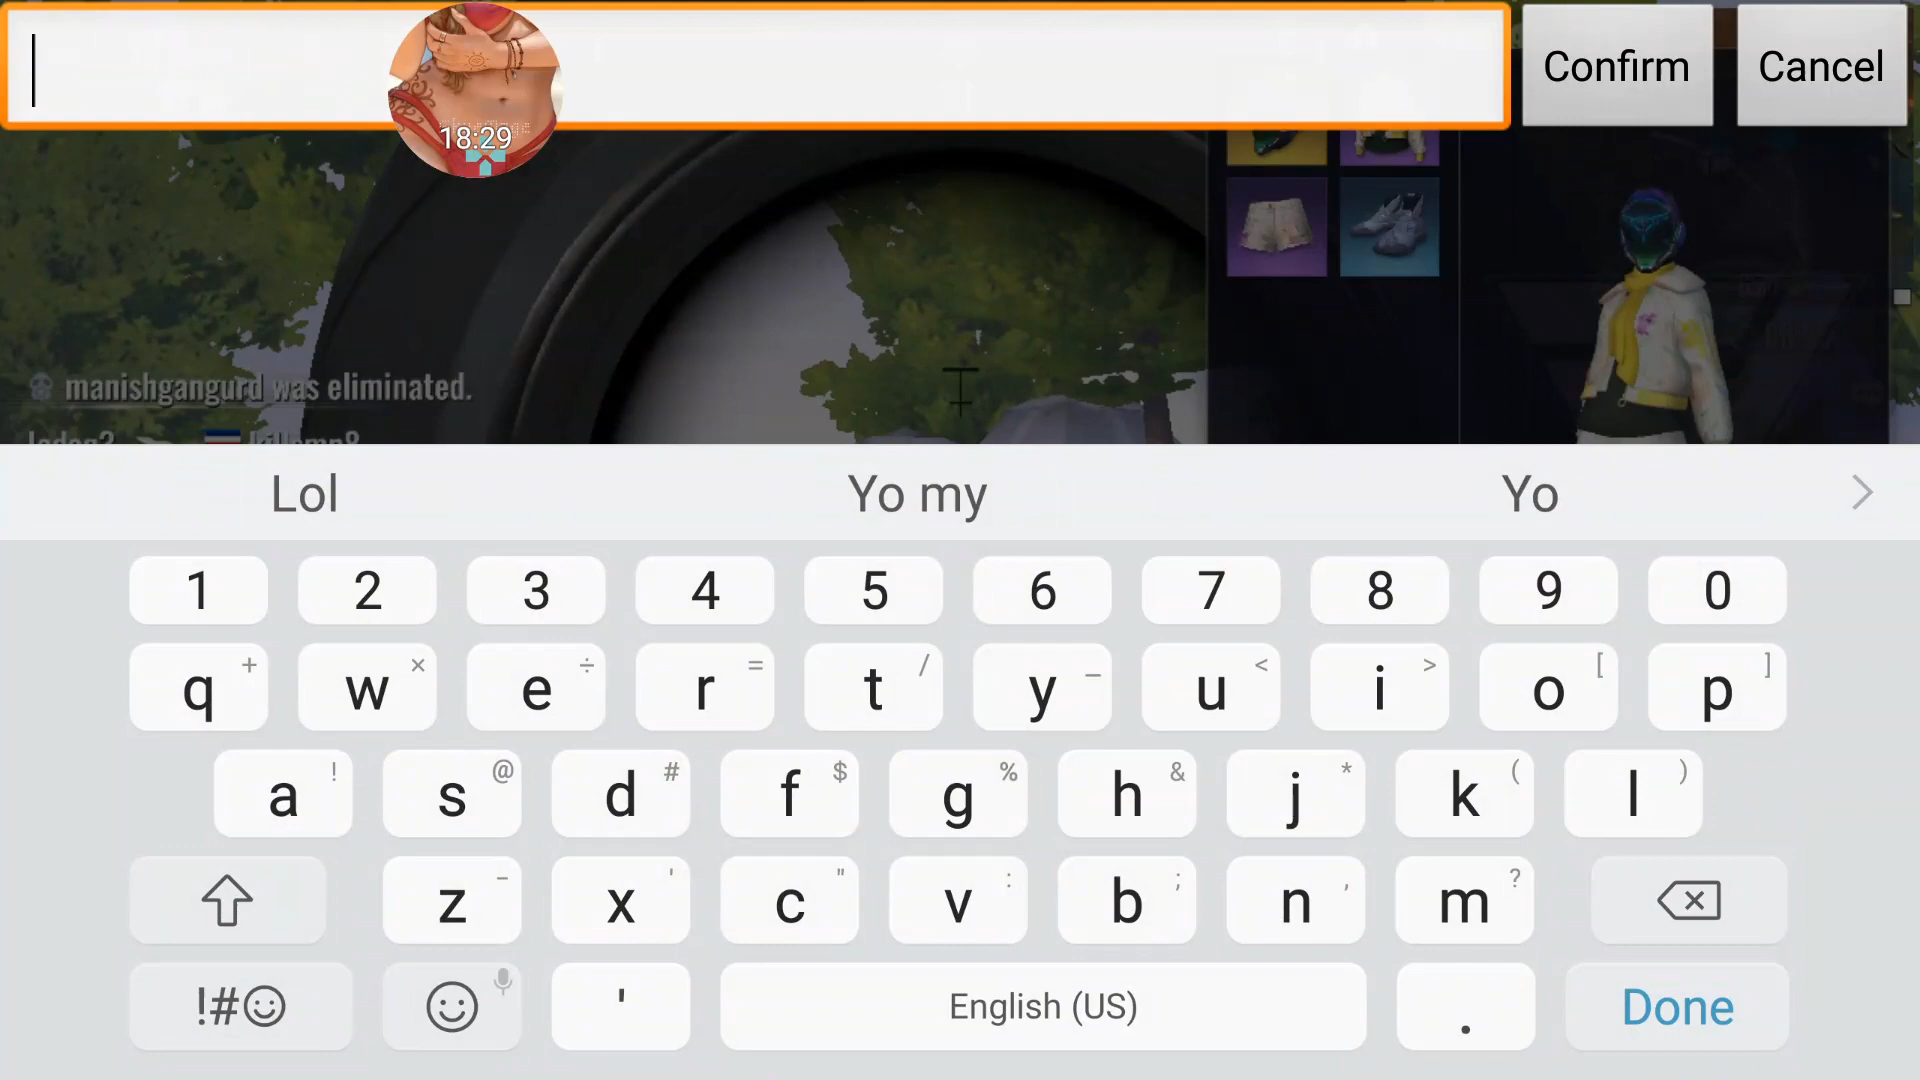 Confirm
Cancel
18:29
manishgangurd was eliminated.
Lol
Yo my
Yo
1 2 3 4 5 6 7 8 9 0
q + w × e ÷ r = t / y – u < i > o [ p ]
a ! s @ d # f $ g % h & j * k ( l )
z – x ' c " v : b ; n , m ?
!#☺ ' English (US) . Done